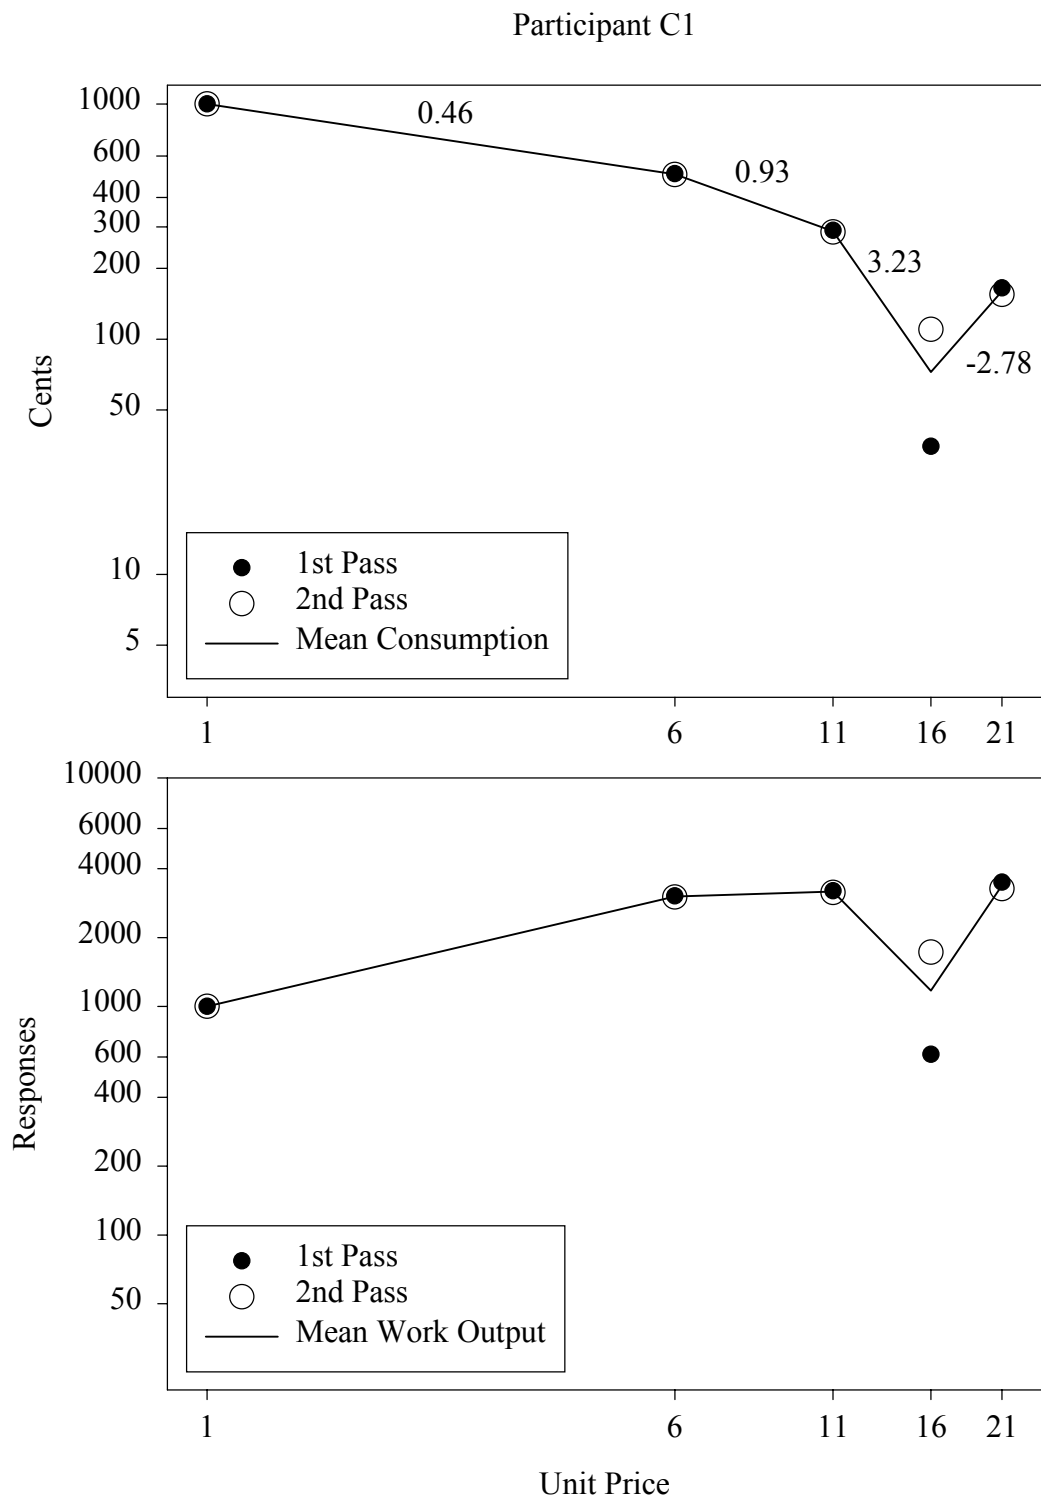 Participant C1
1000
600
400
300
200
100
50
10
5
Cents
0.46
0.93
3.23
-2.78
1st Pass
2nd Pass
Mean Consumption
1 6 11 16 21
10000
6000
4000
2000
1000
600
400
200
100
50
Responses
1st Pass
2nd Pass
Mean Work Output
1 6 11 16 21
Unit Price